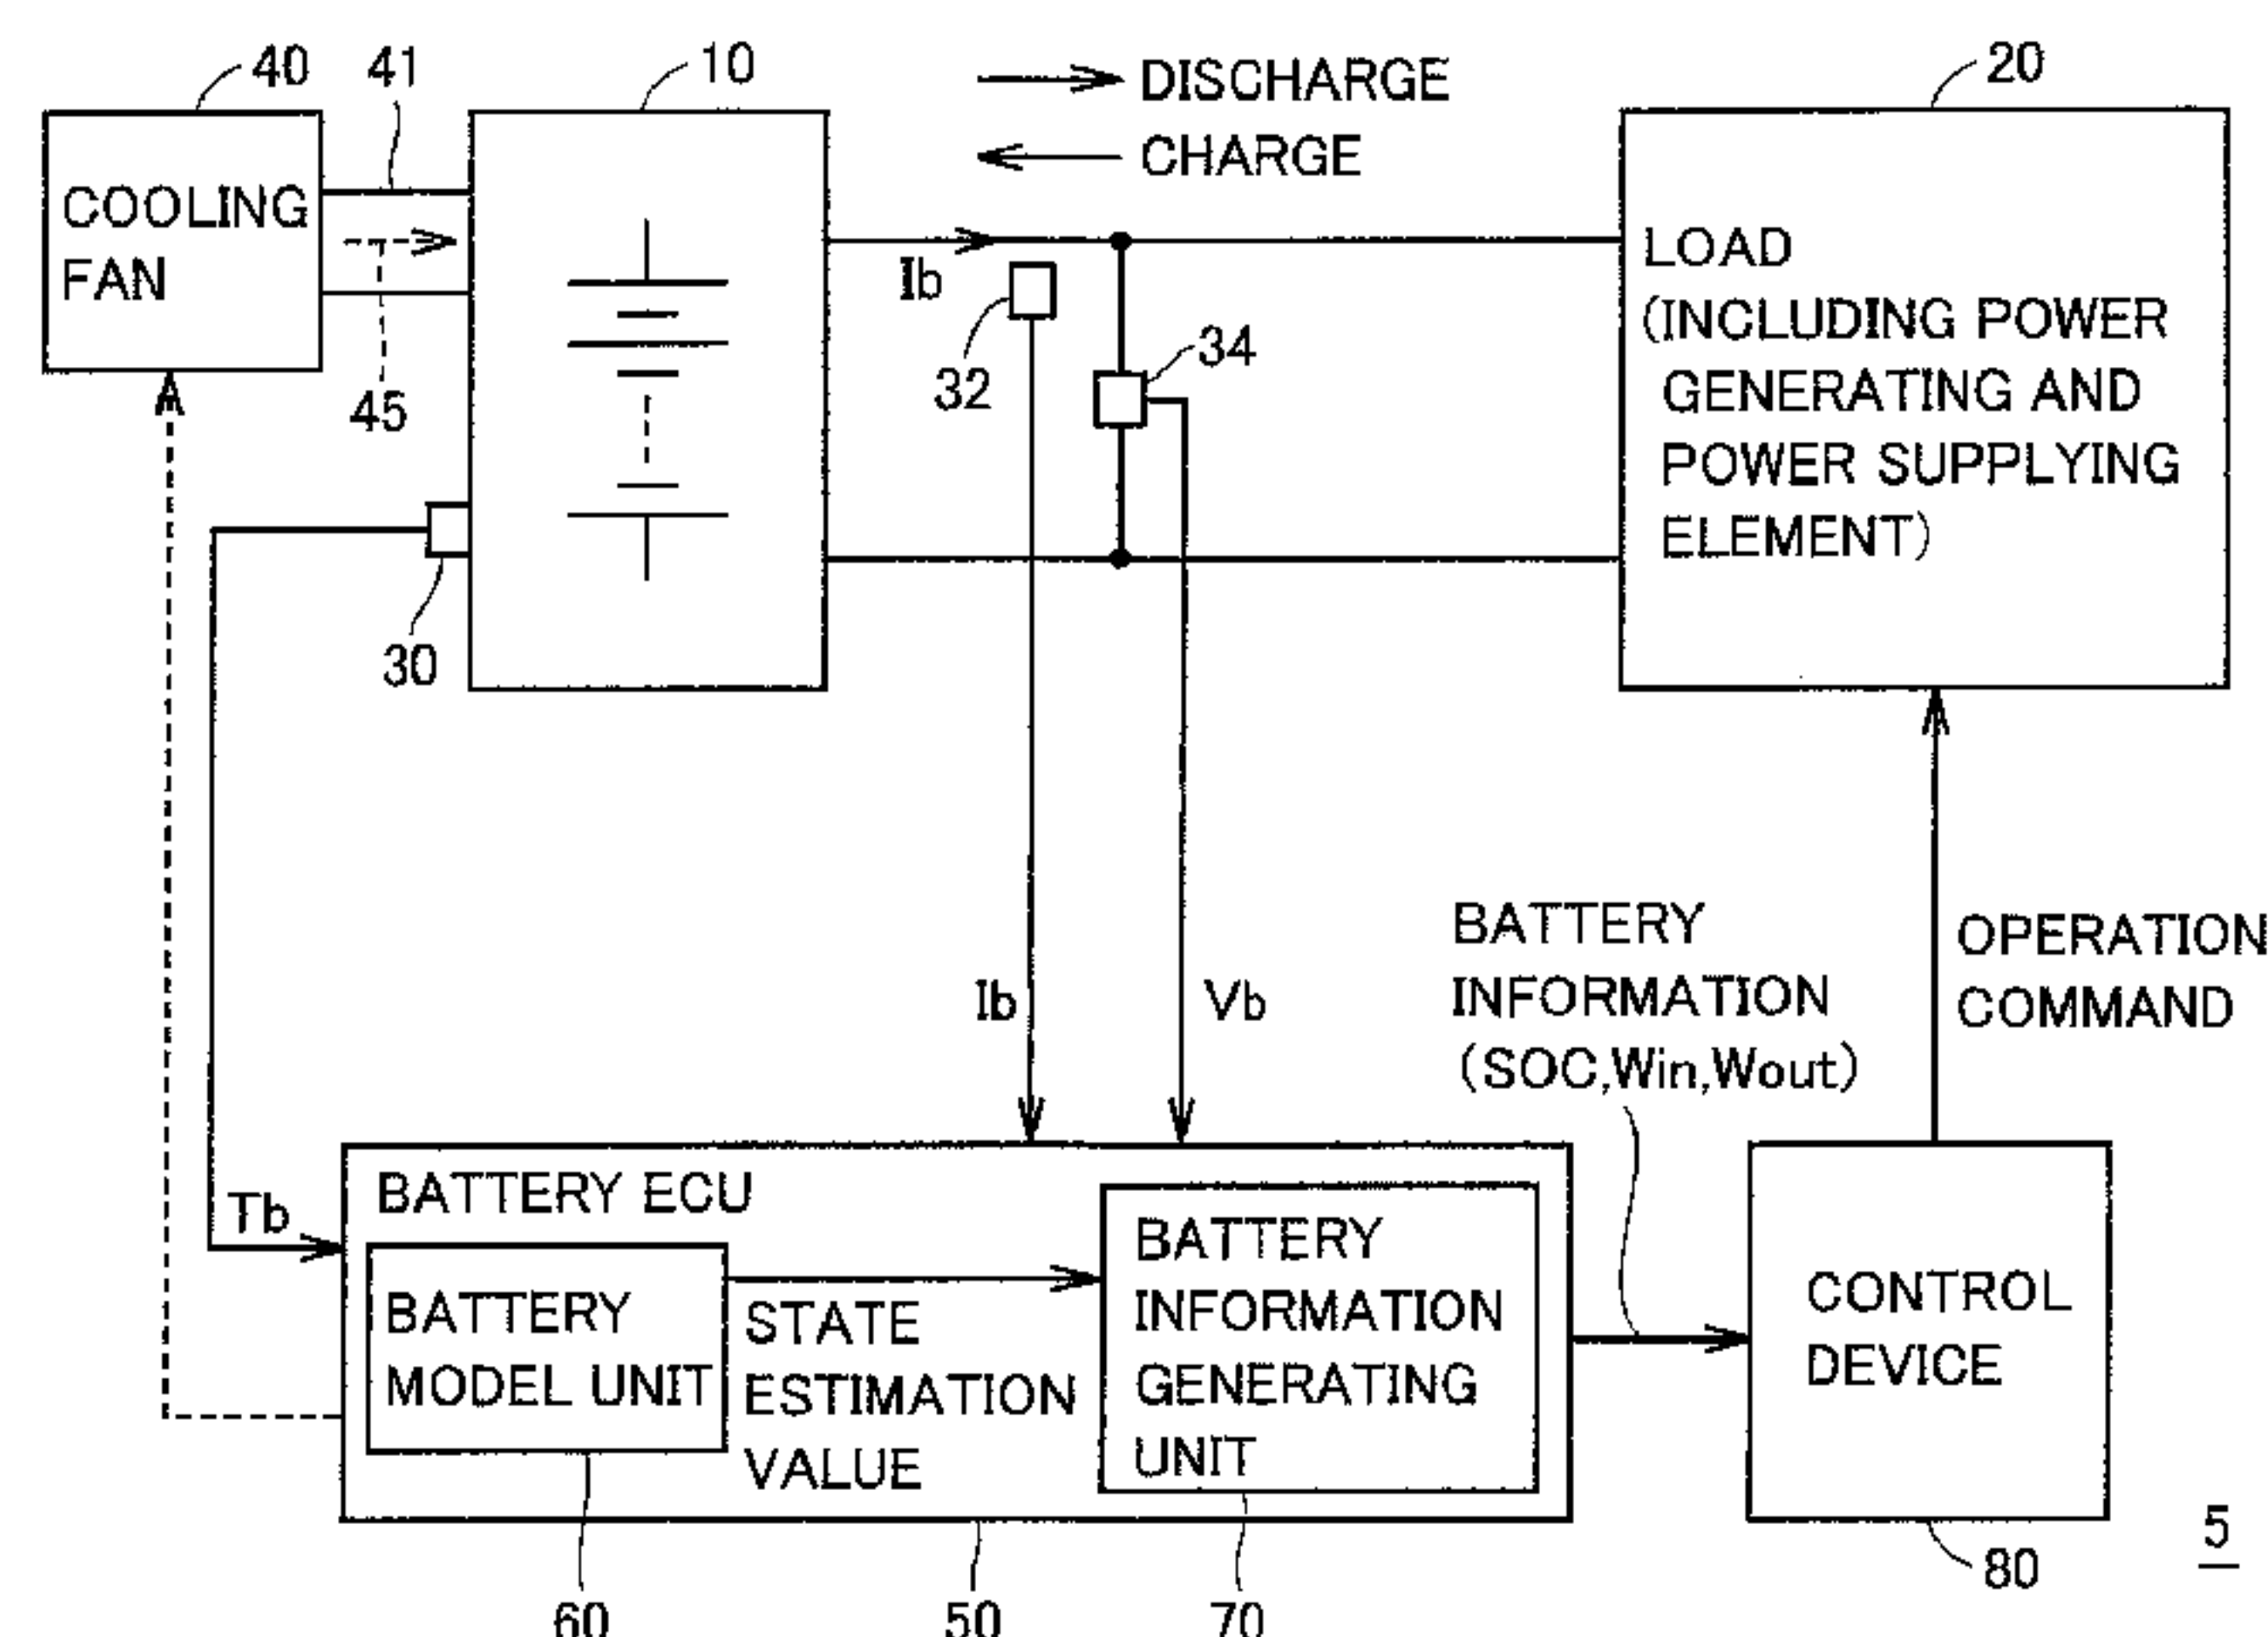 40
41
10
DISCHARGE
CHARGE
20
COOLING
FAN
45
30
Ib
32
34
LOAD
(INCLUDING POWER
GENERATING AND
POWER SUPPLYING
ELEMENT)
Ib
Vb
BATTERY
INFORMATION
(SOC,Win,Wout)
OPERATION
COMMAND
Tb
BATTERY ECU
BATTERY
MODEL UNIT
STATE
ESTIMATION
VALUE
BATTERY
INFORMATION
GENERATING
UNIT
CONTROL
DEVICE
60
50
70
80
5